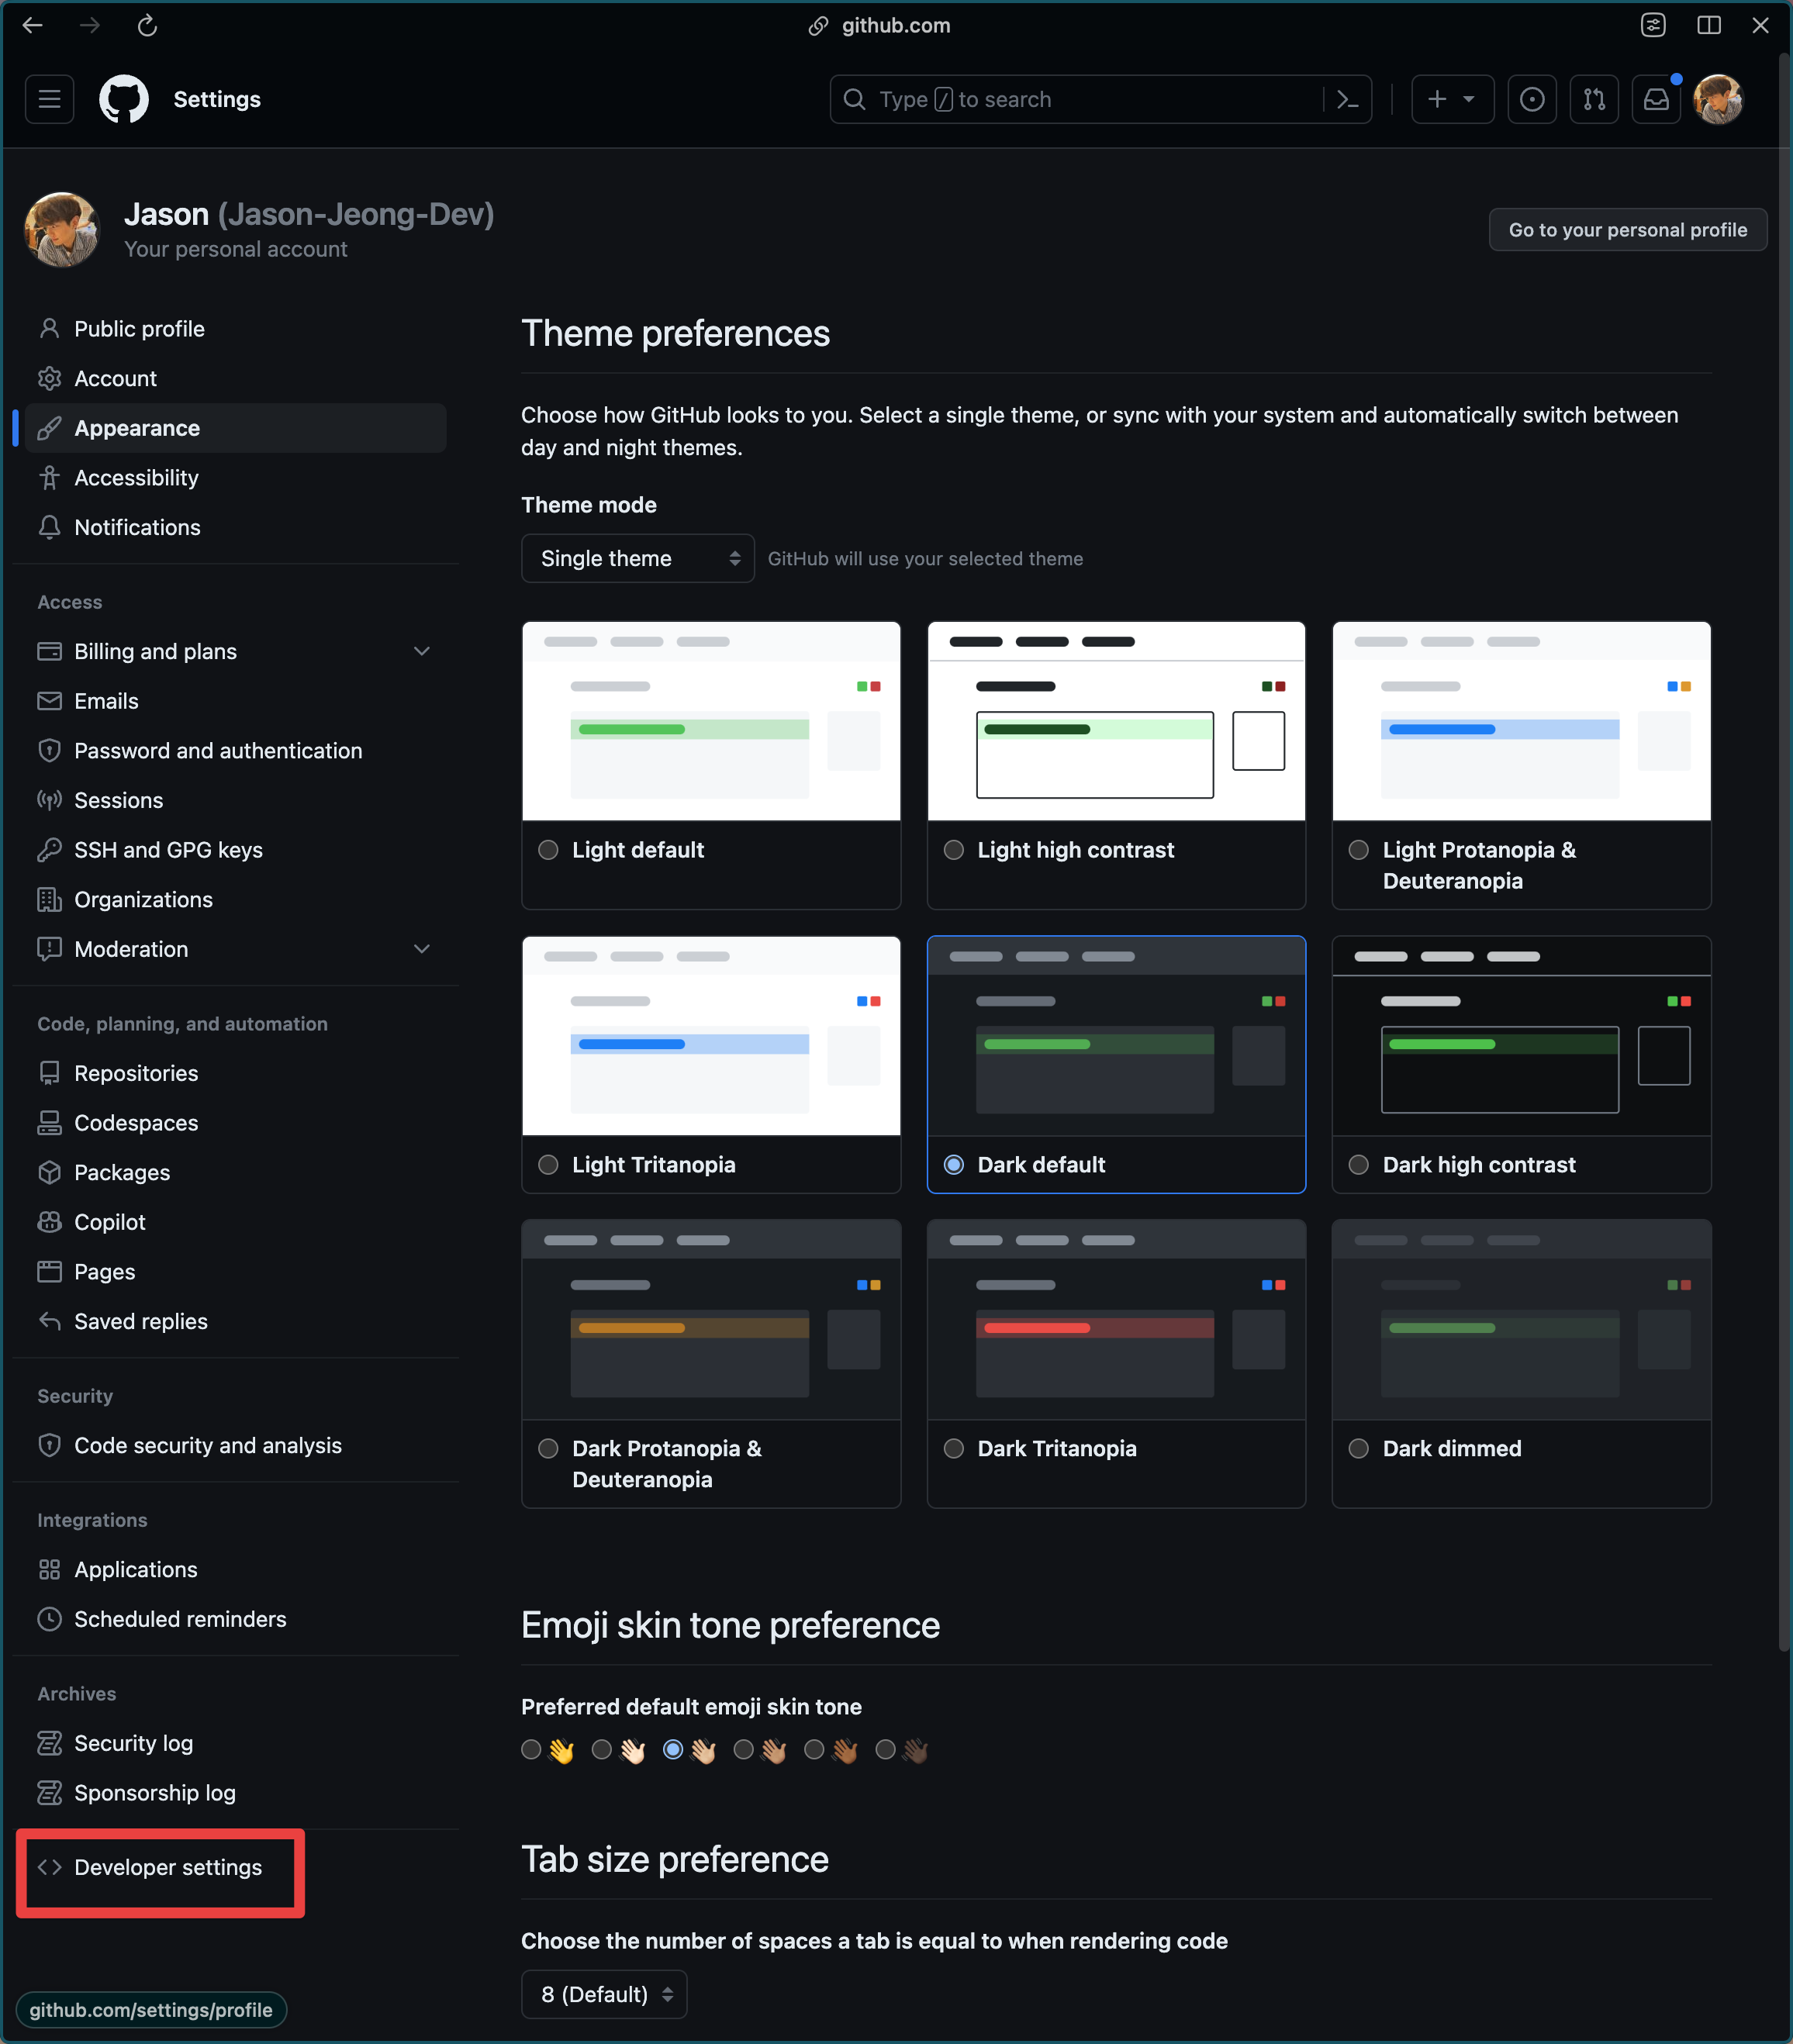 github.com
Settings
Type / to search
Jason (Jason-Jeong-Dev)
Your personal account
Go to your personal profile
Public profile
Account
Appearance
Accessibility
Notifications
Access
Billing and plans
Emails
Password and authentication
Sessions
SSH and GPG keys
Organizations
Moderation
Code, planning, and automation
Repositories
Codespaces
Packages
Copilot
Pages
Saved replies
Security
Code security and analysis
Integrations
Applications
Scheduled reminders
Archives
Security log
Sponsorship log
Developer settings
github.com/settings/profile
Theme preferences
Choose how GitHub looks to you. Select a single theme, or sync with your system and automatically switch between
day and night themes.
Theme mode
Single theme
GitHub will use your selected theme
Light default
Light high contrast
Light Protanopia &
Deuteranopia
Light Tritanopia
Dark default
Dark high contrast
Dark Protanopia &
Deuteranopia
Dark Tritanopia
Dark dimmed
Emoji skin tone preference
Preferred default emoji skin tone
Tab size preference
Choose the number of spaces a tab is equal to when rendering code
8 (Default)